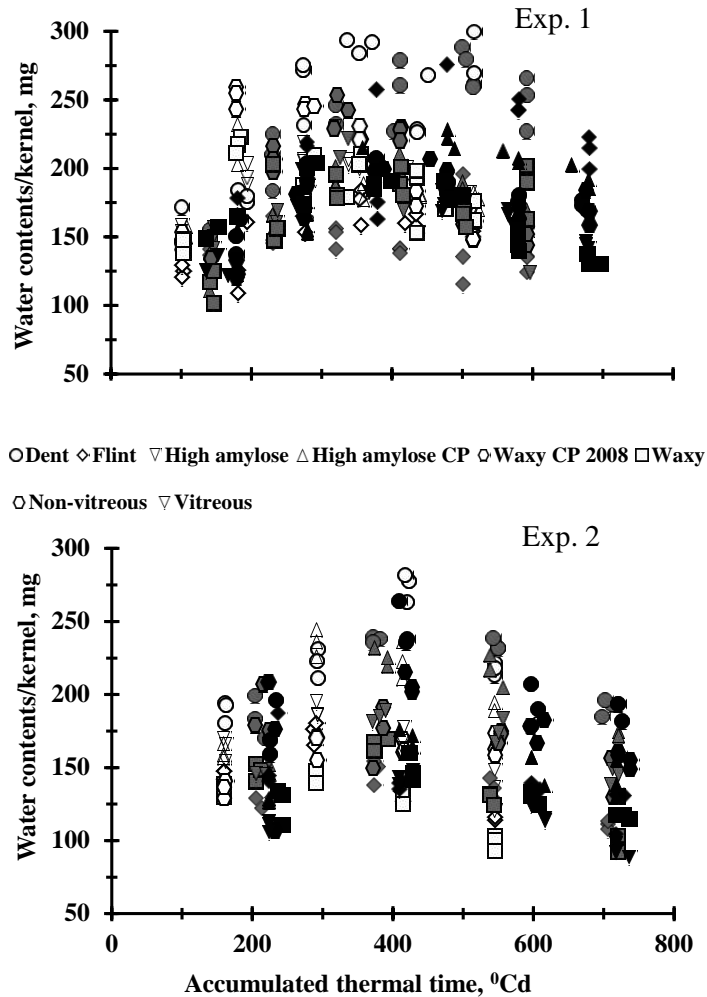 Exp. 1
Water contents/kernel, mg
300
250
200
150
100
50
Dent Flint High amylose High amylose CP Waxy CP 2008 Waxy
Non-vitreous Vitreous
Exp. 2
Water contents/kernel, mg
300
250
200
150
100
50
0 200 400 600 800
Accumulated thermal time, ⁰Cd